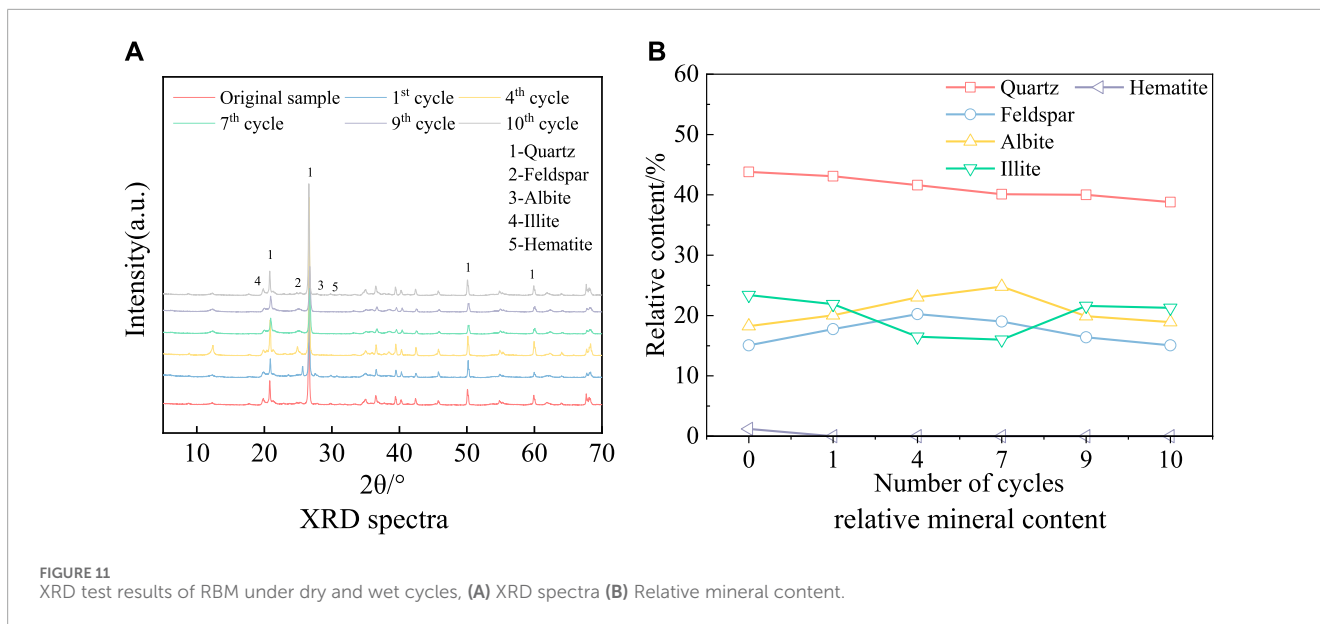 A
Original sample
1st cycle
4th cycle
7th cycle
9th cycle
10th cycle
1-Quartz
2-Feldspar
3-Albite
4-Illite
5-Hematite
1
1
4
2
3
5
1
1
Intensity(a.u.)
10 20 30 40 50 60 70
2θ/°
XRD spectra
B
60
50
40
30
20
10
0
Relative content/%
Quartz
Hematite
Feldspar
Albite
Illite
0 1 4 7 9 10
Number of cycles
relative mineral content
FIGURE 11
XRD test results of RBM under dry and wet cycles, (A) XRD spectra (B) Relative mineral content.